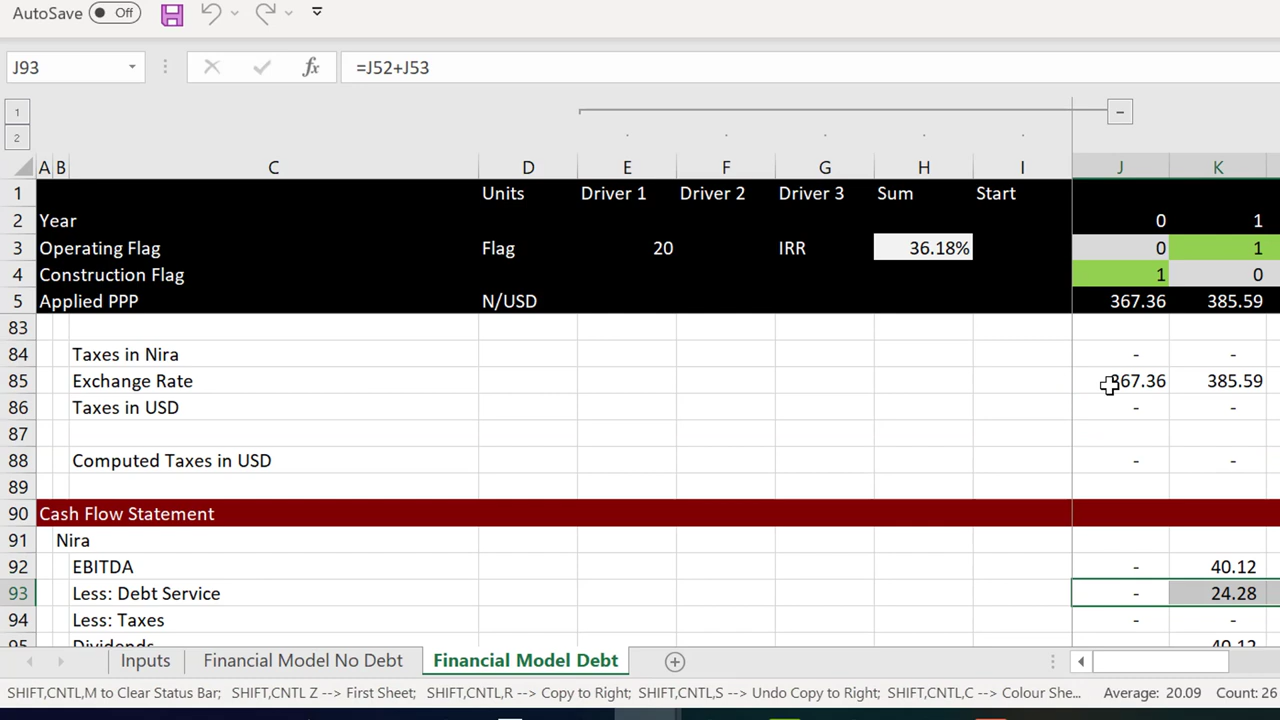 AutoSave Off
J93 fx =J52+J53
1
2
A B C D E F G H I J K
1 Units Driver 1 Driver 2 Driver 3 Sum Start
2 Year 0 1
3 Operating Flag Flag 20 IRR 36.18% 0 1
4 Construction Flag 1 0
5 Applied PPP N/USD 367.36 385.59
83
84 Taxes in Nira - -
85 Exchange Rate 367.36 385.59
86 Taxes in USD - -
87
88 Computed Taxes in USD - -
89
90 Cash Flow Statement
91 Nira
92 EBITDA - 40.12
93 Less: Debt Service - 24.28
94 Less: Taxes - -
95 Dividends 40.12
Inputs Financial Model No Debt Financial Model Debt
SHIFT,CNTL,M to Clear Status Bar; SHIFT,CNTL Z --> First Sheet; SHIFT,CNTL,R --> Copy to Right; SHIFT,CNTL,S --> Undo Copy to Right; SHIFT,CNTL,C --> Colour She... Average: 20.09 Count: 26